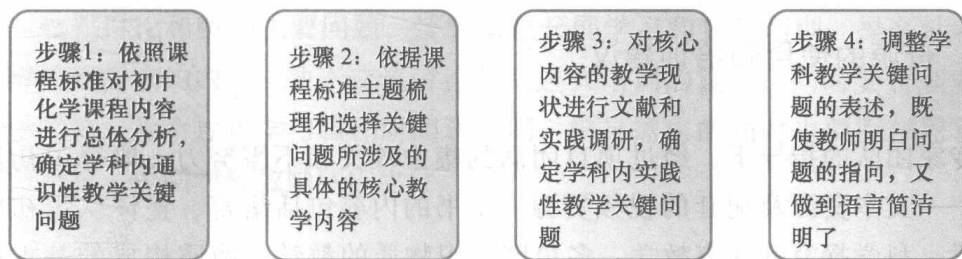 步骤1：依照课
程标准对初中
化学课程内容
进行总体分析，
确定学科内通
识性教学关键
问题
步骤 2：依据课
程标准主题梳
理和选择关键
问题所涉及的
具体的核心教
学内容
步骤 3：对核心
内容的教学现
状进行文献和
实践调研，确
定学科内实践
性教学关键问
题
步骤 4：调整学
科教学关键问
题的表述，既
使教师明白问
题的指向，又
做到语言简洁
明了